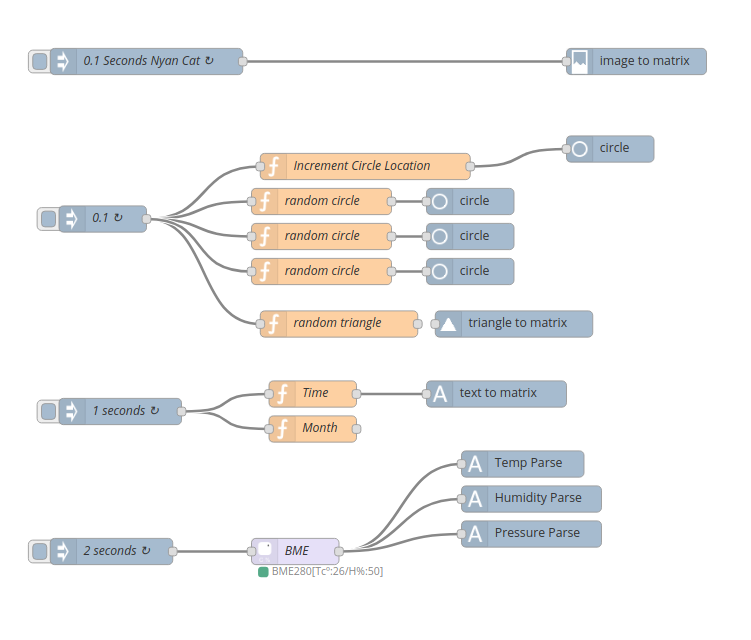 0.1 Seconds Nyan Cat ↻
image to matrix
circle
Increment Circle Location
random circle
circle
0.1 ↻
random circle
circle
random circle
circle
random triangle
triangle to matrix
Time
text to matrix
1 seconds ↻
Month
Temp Parse
Humidity Parse
Pressure Parse
2 seconds ↻
BME
BME280[Tcº:26/H%:50]